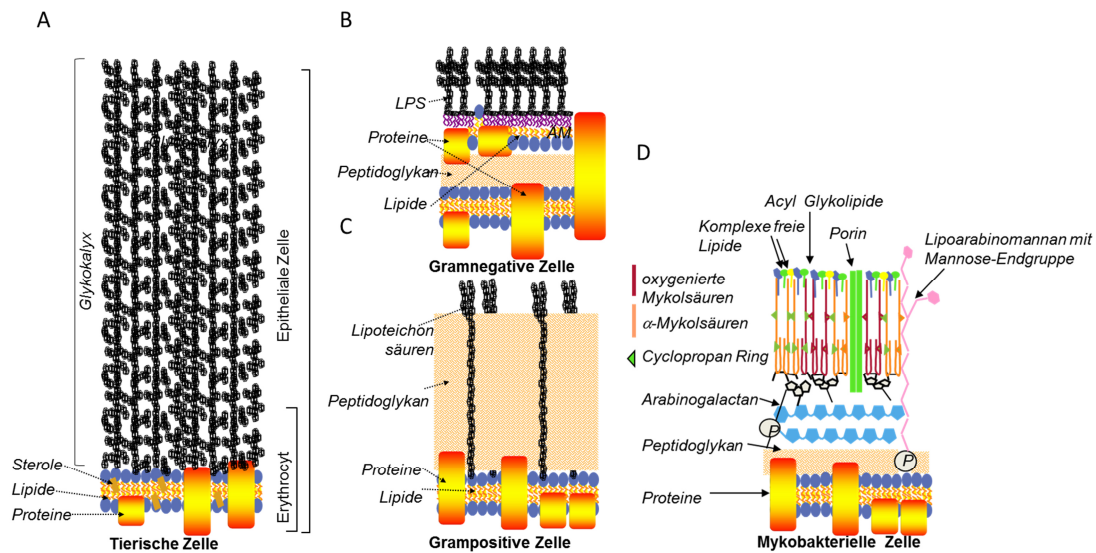 A
Glykokalyx
Epitheliale Zelle
Erythrocyt
Sterole
Lipide
Proteine
Tierische Zelle
B
LPS
AM
Proteine
Peptidoglykan
Lipide
Gramnegative Zelle
C
Lipoteichön
säuren
Peptidoglykan
Proteine
Lipide
Grampositive Zelle
D
Acyl Glykolipide
Komplexe freie
Lipide
Porin
Lipoarabinomannan mit
Mannose-Endgruppe
oxygenierte
Mykolsäuren
α-Mykolsäuren
Cyclopropan Ring
Arabinogalactan
P
Peptidoglykan
P
Proteine
Mykobakterielle Zelle